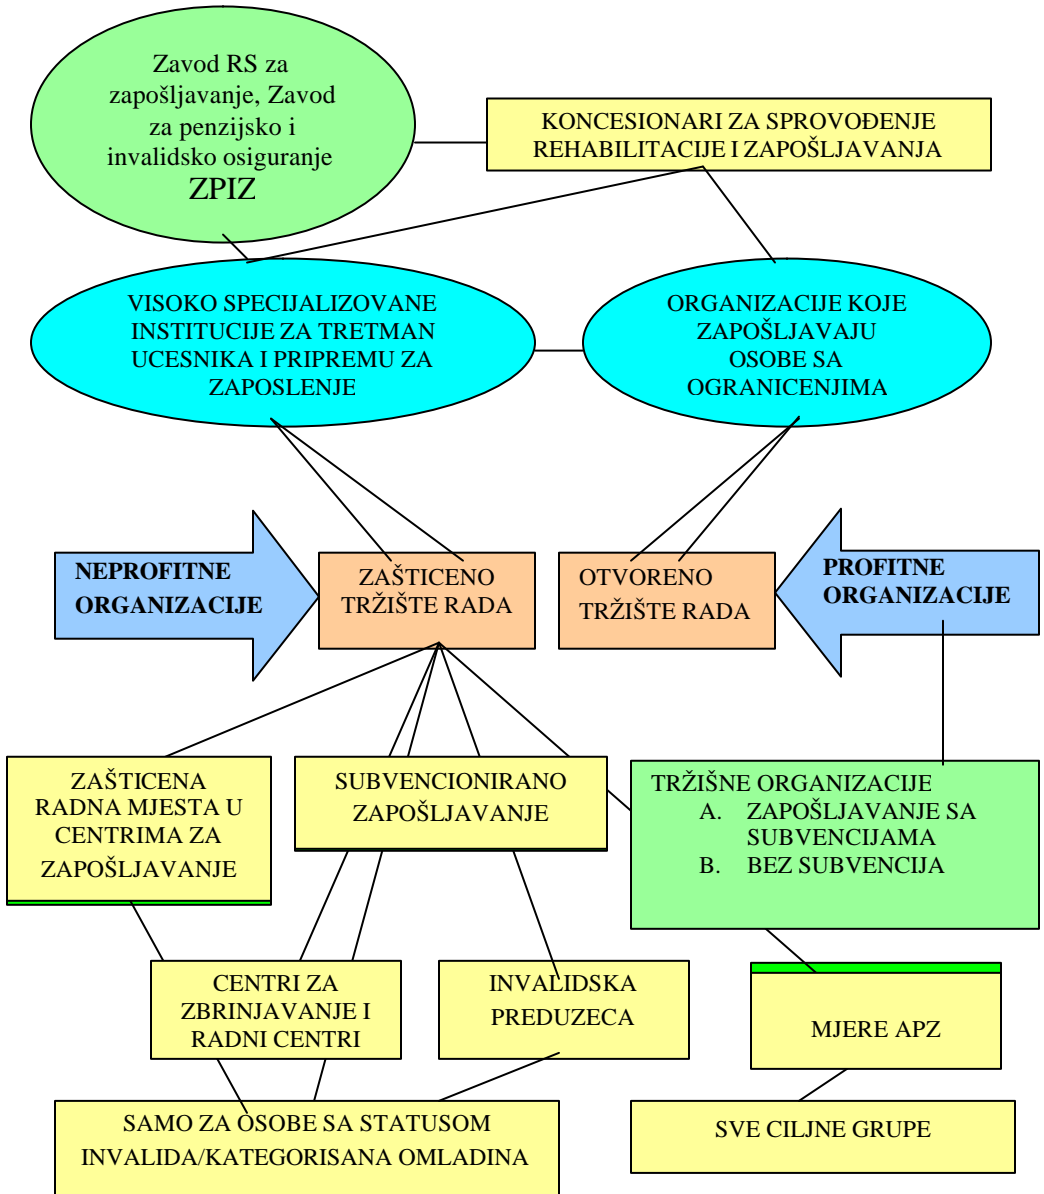 Zavod RS za
zapošljavanje, Zavod
za penzijsko i
invalidsko osiguranje
ZPIZ
KONCESIONARI ZA SPROVOĐENJE
REHABILITACIJE I ZAPOŠLJAVANJA
VISOKO SPECIJALIZOVANE
INSTITUCIJE ZA TRETMAN
UCESNIKA I PRIPREMU ZA
ZAPOSLENJE
ORGANIZACIJE KOJE
ZAPOŠLJAVAJU
OSOBE SA
OGRANICENJIMA
NEPROFITNE
ORGANIZACIJE
ZAŠTICENO
TRŽIŠTE RADA
OTVORENO
TRŽIŠTE RADA
PROFITNE
ORGANIZACIJE
ZAŠTICENA
RADNA MJESTA U
CENTRIMA ZA
ZAPOŠLJAVANJE
SUBVENCIONIRANO
ZAPOŠLJAVANJE
TRŽIŠNE ORGANIZACIJE
A. ZAPOŠLJAVANJE SA
SUBVENCIJAMA
B. BEZ SUBVENCIJA
CENTRI ZA
ZBRINJAVANJE I
RADNI CENTRI
INVALIDSKA
PREDUZECA
MJERE APZ
SAMO ZA OSOBE SA STATUSOM
INVALIDA/KATEGORISANA OMLADINA
SVE CILJNE GRUPE